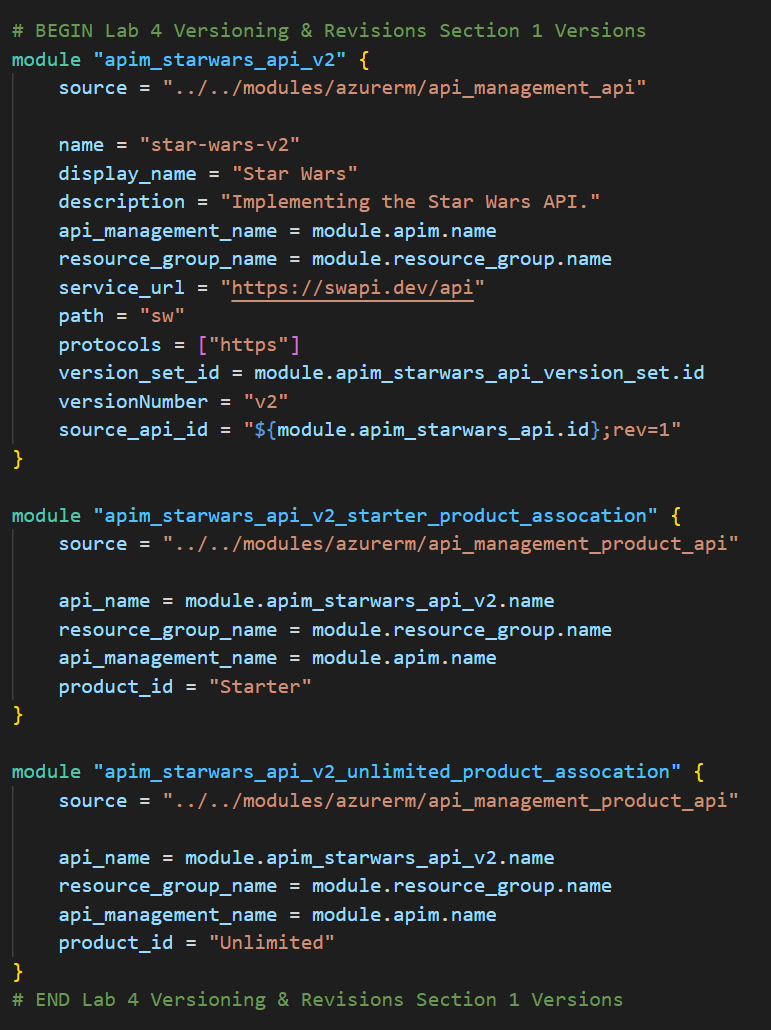 # BEGIN Lab 4 Versioning & Revisions Section 1 Versions
module "apim_starwars_api_v2" {
source = "../../modules/azurerm/api_management_api"
name = "star-wars-v2"
display_name = "Star Wars"
description = "Implementing the Star Wars API."
api_management_name = module.apim.name
resource_group_name = module.resource_group.name
service_url = "https://swapi.dev/api"
path = "sw"
protocols = ["https"]
version_set_id = module.apim_starwars_api_version_set.id
versionNumber = "v2"
source_api_id = "${module.apim_starwars_api.id};rev=1"
}
module "apim_starwars_api_v2_starter_product_assocation" {
source = "../../modules/azurerm/api_management_product_api"
api_name = module.apim_starwars_api_v2.name
resource_group_name = module.resource_group.name
api_management_name = module.apim.name
product_id = "Starter"
}
module "apim_starwars_api_v2_unlimited_product_assocation" {
source = "../../modules/azurerm/api_management_product_api"
api_name = module.apim_starwars_api_v2.name
resource_group_name = module.resource_group.name
api_management_name = module.apim.name
product_id = "Unlimited"
}
# END Lab 4 Versioning & Revisions Section 1 Versions